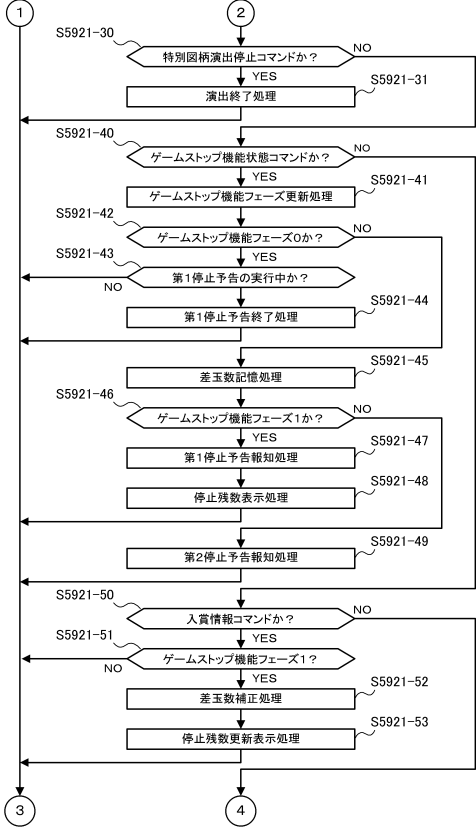 1
2
S5921-30
特別図柄演出停止コマンドか？
NO
YES
S5921-31
演出終了処理
S5921-40
ゲームストップ機能状態コマンドか？
NO
YES
S5921-41
ゲームストップ機能フェーズ更新処理
S5921-42
ゲームストップ機能フェーズ0か？
NO
YES
S5921-43
第1停止予告の実行中か？
NO
YES
S5921-44
第1停止予告終了処理
S5921-45
差玉数記憶処理
S5921-46
ゲームストップ機能フェーズ1か？
NO
YES
S5921-47
第1停止予告報知処理
S5921-48
停止残数表示処理
S5921-49
第2停止予告報知処理
S5921-50
入賞情報コマンドか？
NO
YES
S5921-51
ゲームストップ機能フェーズ1？
NO
YES
S5921-52
差玉数補正処理
S5921-53
停止残数更新表示処理
3
4